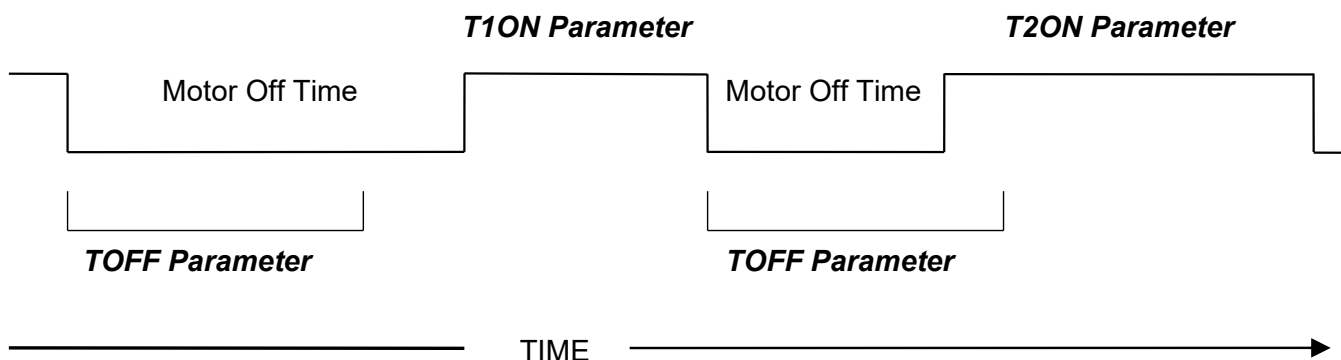 T1ON Parameter
T2ON Parameter
Motor Off Time
Motor Off Time
TOFF Parameter
TOFF Parameter
TIME